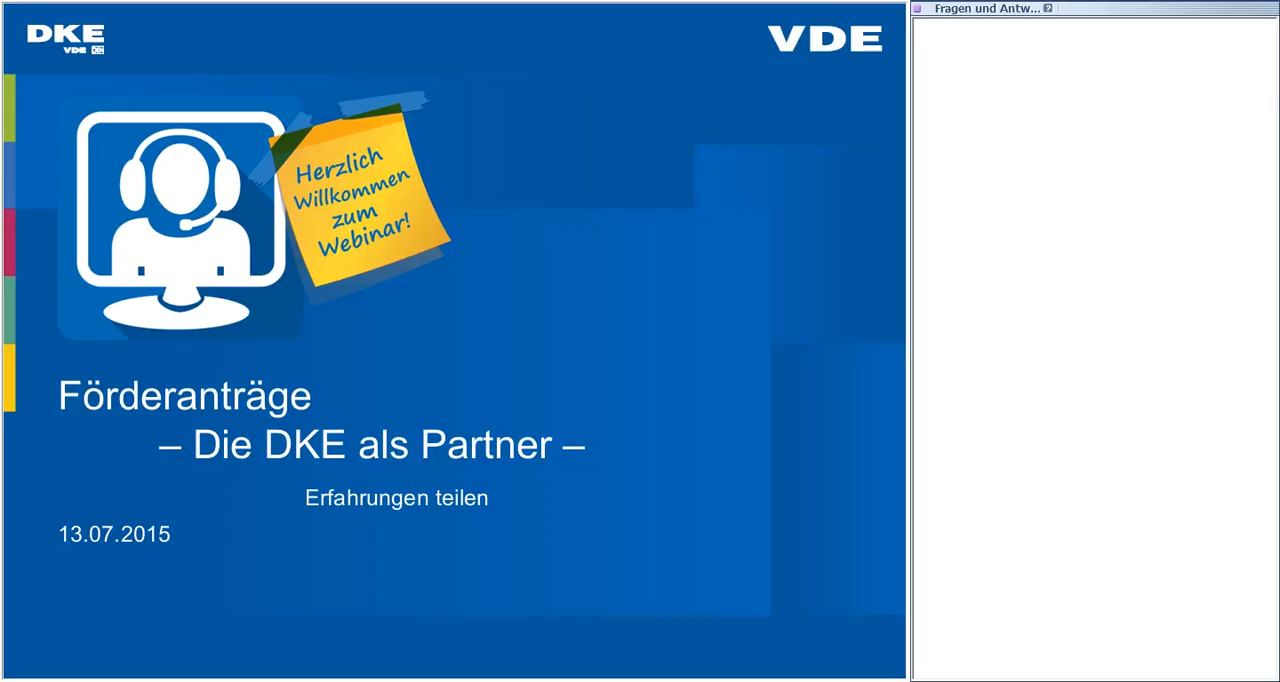 DKE
VDE DIN
VDE
Herzlich
Willkommen
zum
Webinar!
Förderanträge
– Die DKE als Partner –
Erfahrungen teilen
13.07.2015
Fragen und Antw...